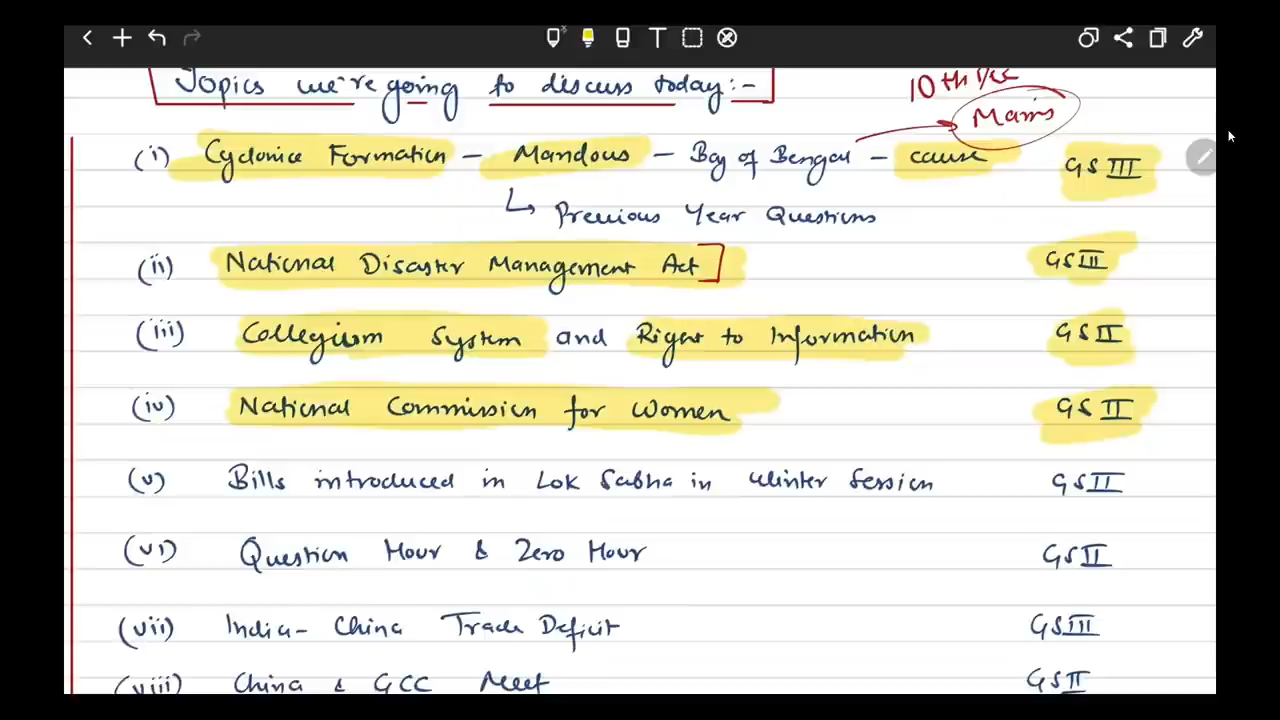 Topics we're going to discuss today:-
10th Dec
Mains
(i) Cyclonice Formation - Mandous - Bay of Bengal - cause GS III
↳ Previous Year Questions
(ii) National Disaster Management Act] GS III
(iii) Collegium System and Right to Information GS II
(iv) National Commission for Women GS II
(v) Bills introduced in Lok Sabha in Winter Session GS II
(vi) Question Hour & Zero Hour GS II
(vii) India-China Trade Deficit GS III
(viii) China & GCC Meet GS II